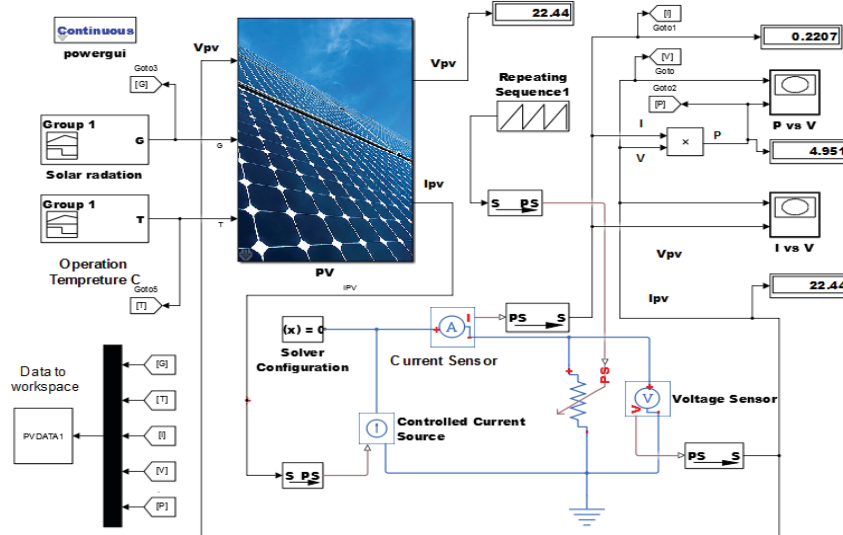 Continuous
powergui
Goto3
[G]
Group 1
G
Solar radation
Group 1
T
Operation
Tempreture C
Goto5
[T]
Vpv
G
T
PV
Vpv
Ipv
IPV
22.44
Repeating
Sequence1
S PS
[I]
Goto1
0.2207
[V]
Goto
Goto2
[P]
I
V
×
P
P vs V
4.951
I vs V
Vpv
Ipv
22.44
(x) = 0
Solver
Configuration
+
A
I
Current Sensor
PS S
+
PS
+
V
V
Voltage Sensor
PS S
Controlled Current
Source
S PS
Data to
workspace
PVDATA1
[G]
[T]
[I]
[V]
[P]